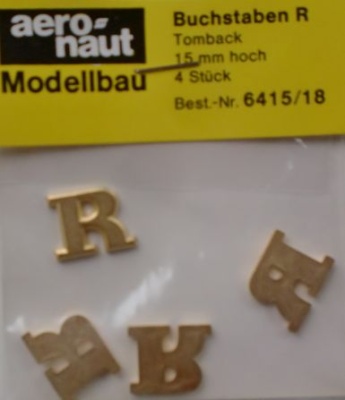 aero-
naut
Modellbau
Buchstaben R
Tomback
15 mm hoch
4 Stück
Best.-Nr. 6415/18
R
R
R
R